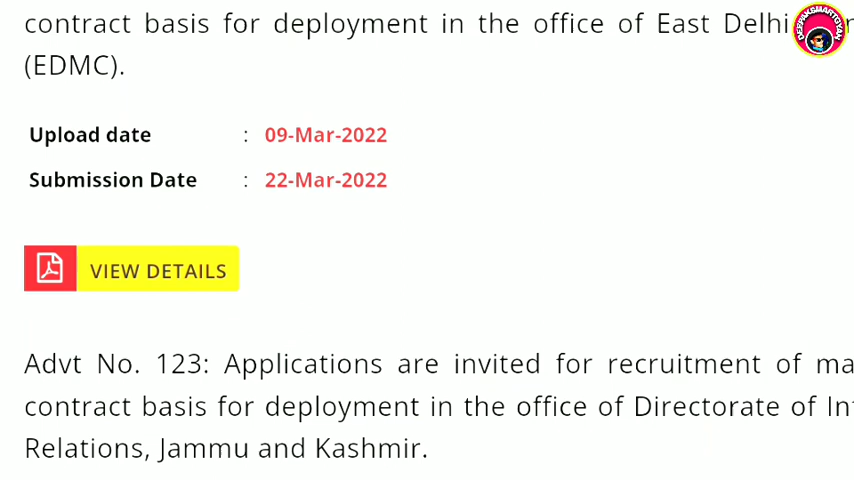 contract basis for deployment in the office of East Delhi
(EDMC).
Upload date : 09-Mar-2022
Submission Date : 22-Mar-2022
VIEW DETAILS
Advt No. 123: Applications are invited for recruitment of ma
contract basis for deployment in the office of Directorate of In
Relations, Jammu and Kashmir.